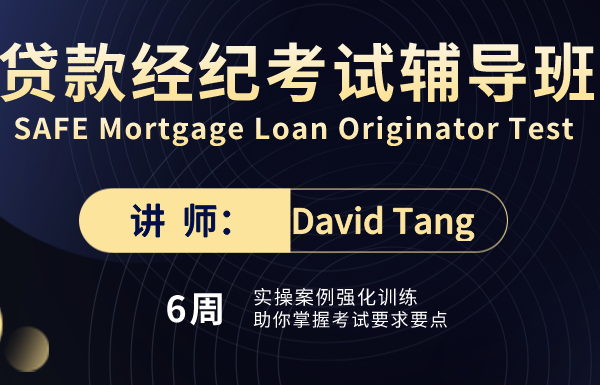 贷款经纪考试辅导班
SAFE Mortgage Loan Originator Test
讲 师： David Tang
6周
实操案例强化训练
助你掌握考试要求要点